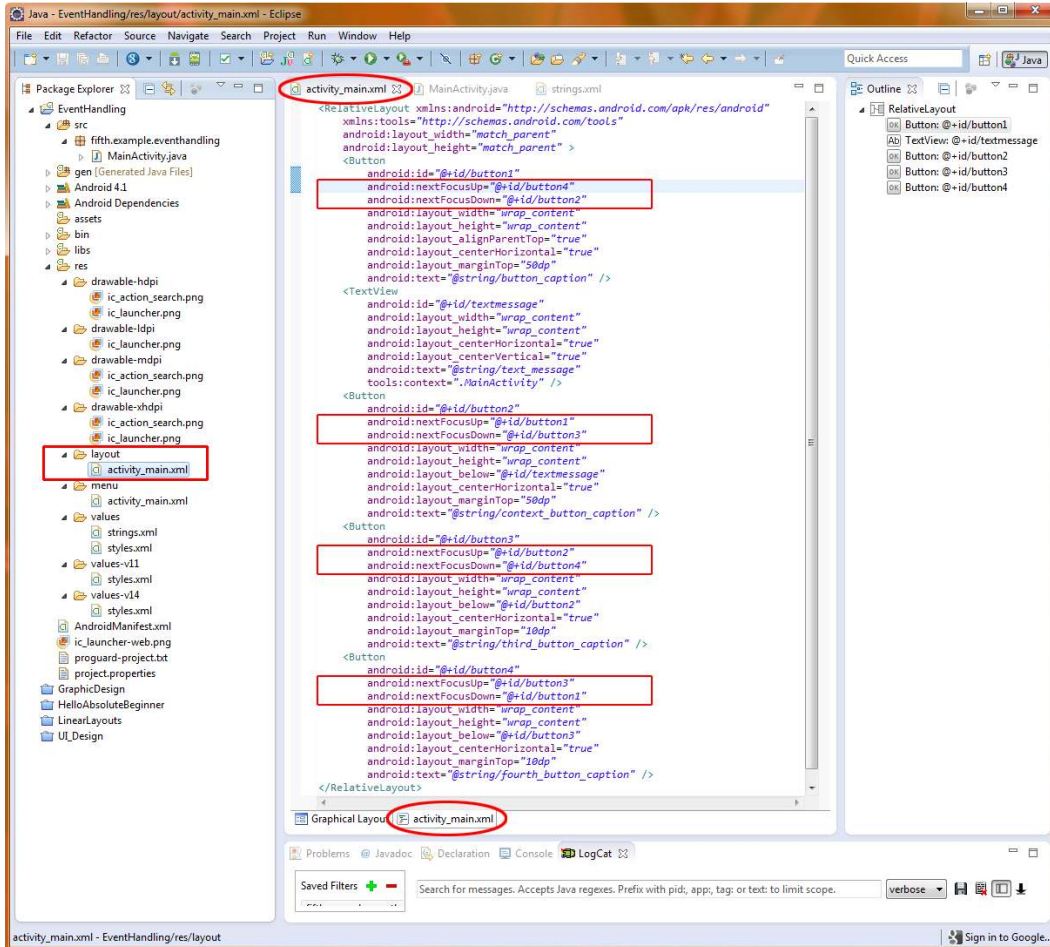 Java - EventHandling/res/layout/activity_main.xml - Eclipse
File Edit Refactor Source Navigate Search Project Run Window Help
Quick Access
Java
Package Explorer
EventHandling
src
fifth.example.eventhandling
MainActivity.java
gen [Generated Java Files]
Android 4.1
Android Dependencies
assets
bin
libs
res
drawable-hdpi
ic_action_search.png
ic_launcher.png
drawable-ldpi
ic_launcher.png
drawable-mdpi
ic_action_search.png
ic_launcher.png
drawable-xhdpi
ic_action_search.png
ic_launcher.png
layout
activity_main.xml
menu
activity_main.xml
values
strings.xml
styles.xml
values-v11
styles.xml
values-v14
styles.xml
AndroidManifest.xml
ic_launcher-web.png
proguard-project.txt
project.properties
GraphicDesign
HelloAbsoluteBeginner
LinearLayouts
UI_Design
activity_main.xml MainActivity.java strings.xml
<RelativeLayout xmlns:android="http://schemas.android.com/apk/res/android"
xmlns:tools="http://schemas.android.com/tools"
android:layout_width="match_parent"
android:layout_height="match_parent" >
<Button
android:id="@+id/button1"
android:nextFocusUp="@+id/button4"
android:nextFocusDown="@+id/button2"
android:layout_width="wrap_content"
android:layout_height="wrap_content"
android:layout_alignParentTop="true"
android:layout_centerHorizontal="true"
android:layout_marginTop="50dp"
android:text="@string/button_caption" />
<TextView
android:id="@+id/textmessage"
android:layout_width="wrap_content"
android:layout_height="wrap_content"
android:layout_centerHorizontal="true"
android:layout_centerVertical="true"
android:text="@string/text_message"
tools:context=".MainActivity" />
<Button
android:id="@+id/button2"
android:nextFocusUp="@+id/button1"
android:nextFocusDown="@+id/button3"
android:layout_width="wrap_content"
android:layout_height="wrap_content"
android:layout_below="@+id/textmessage"
android:layout_centerHorizontal="true"
android:layout_marginTop="50dp"
android:text="@string/context_button_caption" />
<Button
android:id="@+id/button3"
android:nextFocusUp="@+id/button2"
android:nextFocusDown="@+id/button4"
android:layout_width="wrap_content"
android:layout_height="wrap_content"
android:layout_below="@+id/button2"
android:layout_centerHorizontal="true"
android:layout_marginTop="10dp"
android:text="@string/third_button_caption" />
<Button
android:id="@+id/button4"
android:nextFocusUp="@+id/button3"
android:nextFocusDown="@+id/button1"
android:layout_width="wrap_content"
android:layout_height="wrap_content"
android:layout_below="@+id/button3"
android:layout_centerHorizontal="true"
android:layout_marginTop="10dp"
android:text="@string/fourth_button_caption" />
</RelativeLayout>
Graphical Layout activity_main.xml
Outline
RelativeLayout
OK Button: @+id/button1
Ab TextView: @+id/textmessage
OK Button: @+id/button2
OK Button: @+id/button3
OK Button: @+id/button4
Problems Javadoc Declaration Console LogCat
Saved Filters
Search for messages. Accepts Java regexes. Prefix with pid:, app:, tag: or text: to limit scope.
verbose
activity_main.xml - EventHandling/res/layout
Sign in to Google...